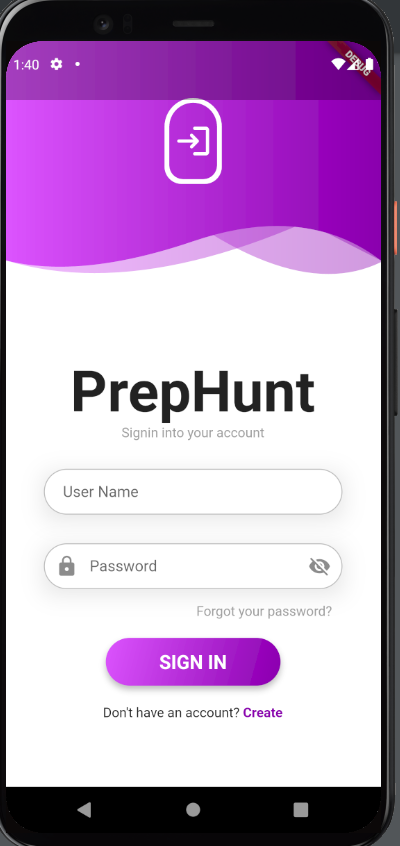 1:40
DEBUG
PrepHunt
Signin into your account
User Name
Password
Forgot your password?
SIGN IN
Don't have an account? Create